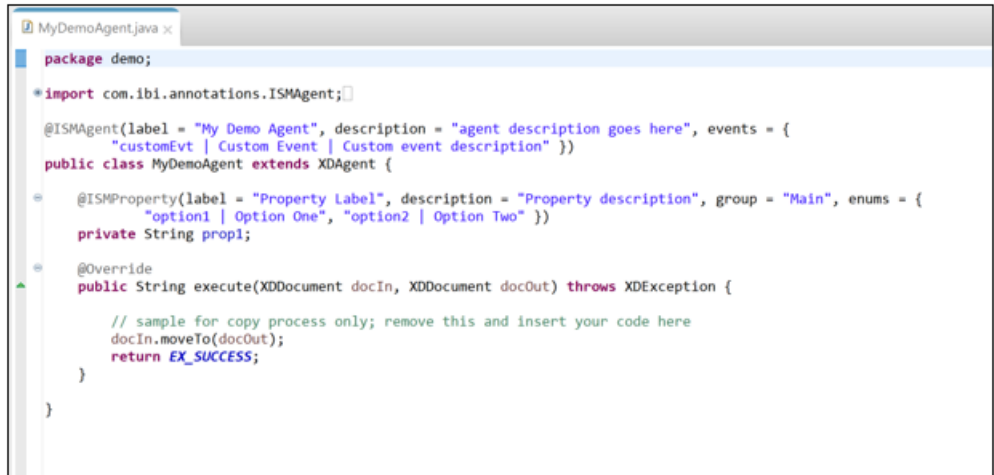 MyDemoAgent.java
package demo;
import com.ibi.annotations.ISMAgent;
@ISMAgent(label = "My Demo Agent", description = "agent description goes here", events = {
"customEvt | Custom Event | Custom event description" })
public class MyDemoAgent extends XDAgent {
@ISMProperty(label = "Property Label", description = "Property description", group = "Main", enums = {
"option1 | Option One", "option2 | Option Two" })
private String prop1;
@Override
public String execute(XDDocument docIn, XDDocument docOut) throws XDException {
// sample for copy process only; remove this and insert your code here
docIn.moveTo(docOut);
return EX_SUCCESS;
}
}